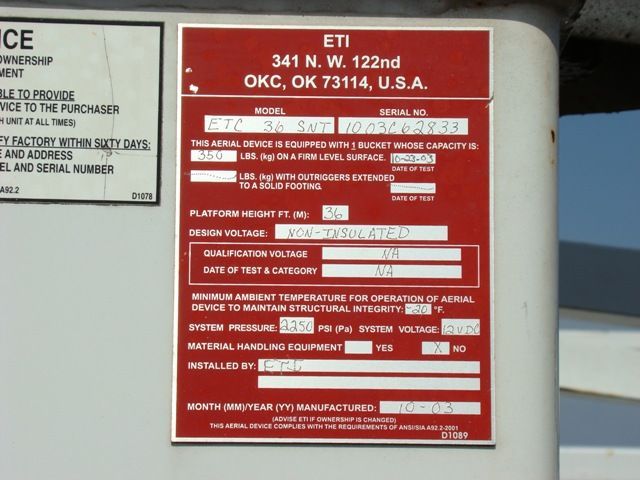 ICE
OWNERSHIP
MENT
BLE TO PROVIDE
VICE TO THE PURCHASER
H UNIT AT ALL TIMES)
FY FACTORY WITHIN SIXTY DAYS:
E AND ADDRESS
EL AND SERIAL NUMBER
A92.2
D1078
ETI
341 N. W. 122nd
OKC, OK 73114, U.S.A.
MODEL SERIAL NO.
ETC 36 SNT 1003C62833
THIS AERIAL DEVICE IS EQUIPPED WITH 1 BUCKET WHOSE CAPACITY IS:
350 LBS. (kg) ON A FIRM LEVEL SURFACE. 10-23-03
DATE OF TEST
LBS. (kg) WITH OUTRIGGERS EXTENDED
TO A SOLID FOOTING.
DATE OF TEST
PLATFORM HEIGHT FT. (M): 36
DESIGN VOLTAGE: NON-INSULATED
QUALIFICATION VOLTAGE NA
DATE OF TEST & CATEGORY NA
MINIMUM AMBIENT TEMPERATURE FOR OPERATION OF AERIAL
DEVICE TO MAINTAIN STRUCTURAL INTEGRITY: -20 °F.
SYSTEM PRESSURE: 2250 PSI (Pa) SYSTEM VOLTAGE: 12VDC
MATERIAL HANDLING EQUIPMENT YES X NO
INSTALLED BY: ETI
MONTH (MM)/YEAR (YY) MANUFACTURED: 10-03
(ADVISE ETI IF OWNERSHIP IS CHANGED)
THIS AERIAL DEVICE COMPLIES WITH THE REQUIREMENTS OF ANSI/SIA A92.2-2001
D1089